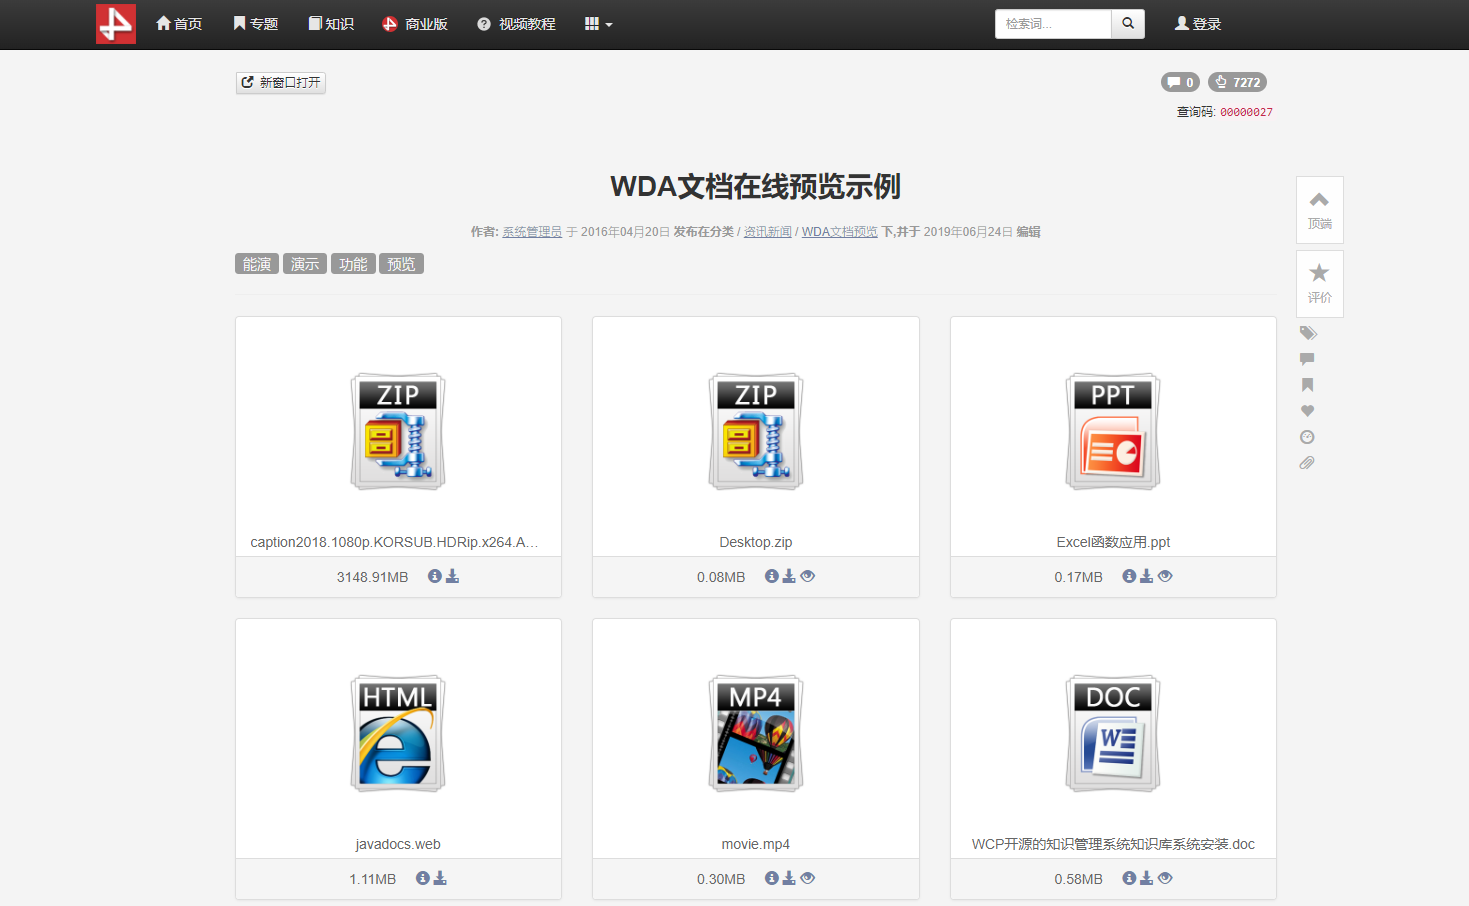 首页 专题 知识 商业版 视频教程 检索词... 登录
新窗口打开 0 7272
查询码: 00000027
WDA文档在线预览示例
作者: 系统管理员 于 2016年04月20日 发布在分类 / 资讯新闻 / WDA文档预览 下,并于 2019年06月24日 编辑
能演 演示 功能 预览
顶端
评价
ZIP ZIP PPT
caption2018.1080p.KORSUB.HDRip.x264.A... Desktop.zip Excel函数应用.ppt
3148.91MB 0.08MB 0.17MB
HTML MP4 DOC
W
javadocs.web movie.mp4 WCP开源的知识管理系统知识库系统安装.doc
1.11MB 0.30MB 0.58MB